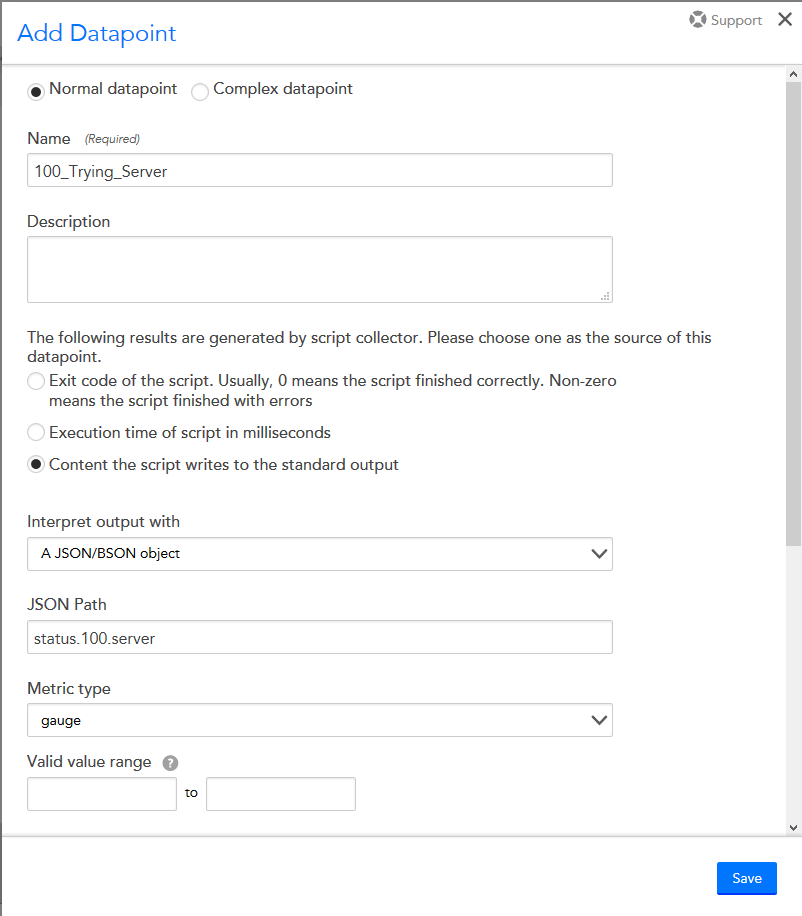 Add Datapoint
Support
Normal datapoint
Complex datapoint
Name (Required)
100_Trying_Server
Description
The following results are generated by script collector. Please choose one as the source of this
datapoint.
Exit code of the script. Usually, 0 means the script finished correctly. Non-zero
means the script finished with errors
Execution time of script in milliseconds
Content the script writes to the standard output
Interpret output with
A JSON/BSON object
JSON Path
status.100.server
Metric type
gauge
Valid value range ?
to
Save